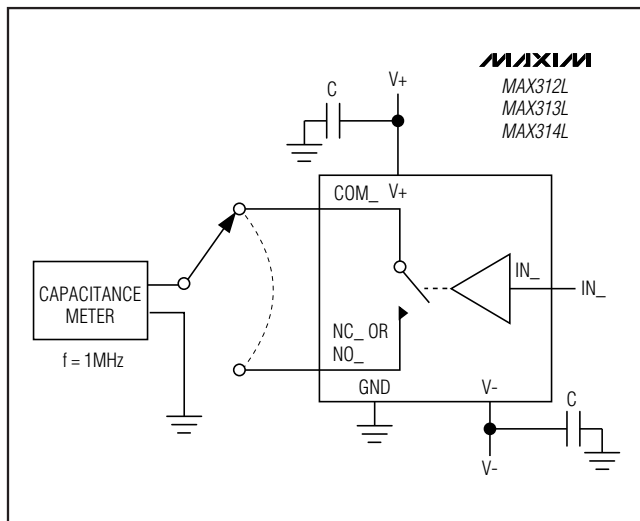 MAXIM
MAX312L
MAX313L
MAX314L
V+
C
COM_
V+
IN_
IN_
CAPACITANCE
METER
f = 1MHz
NC_ OR
NO_
GND
V-
C
V-